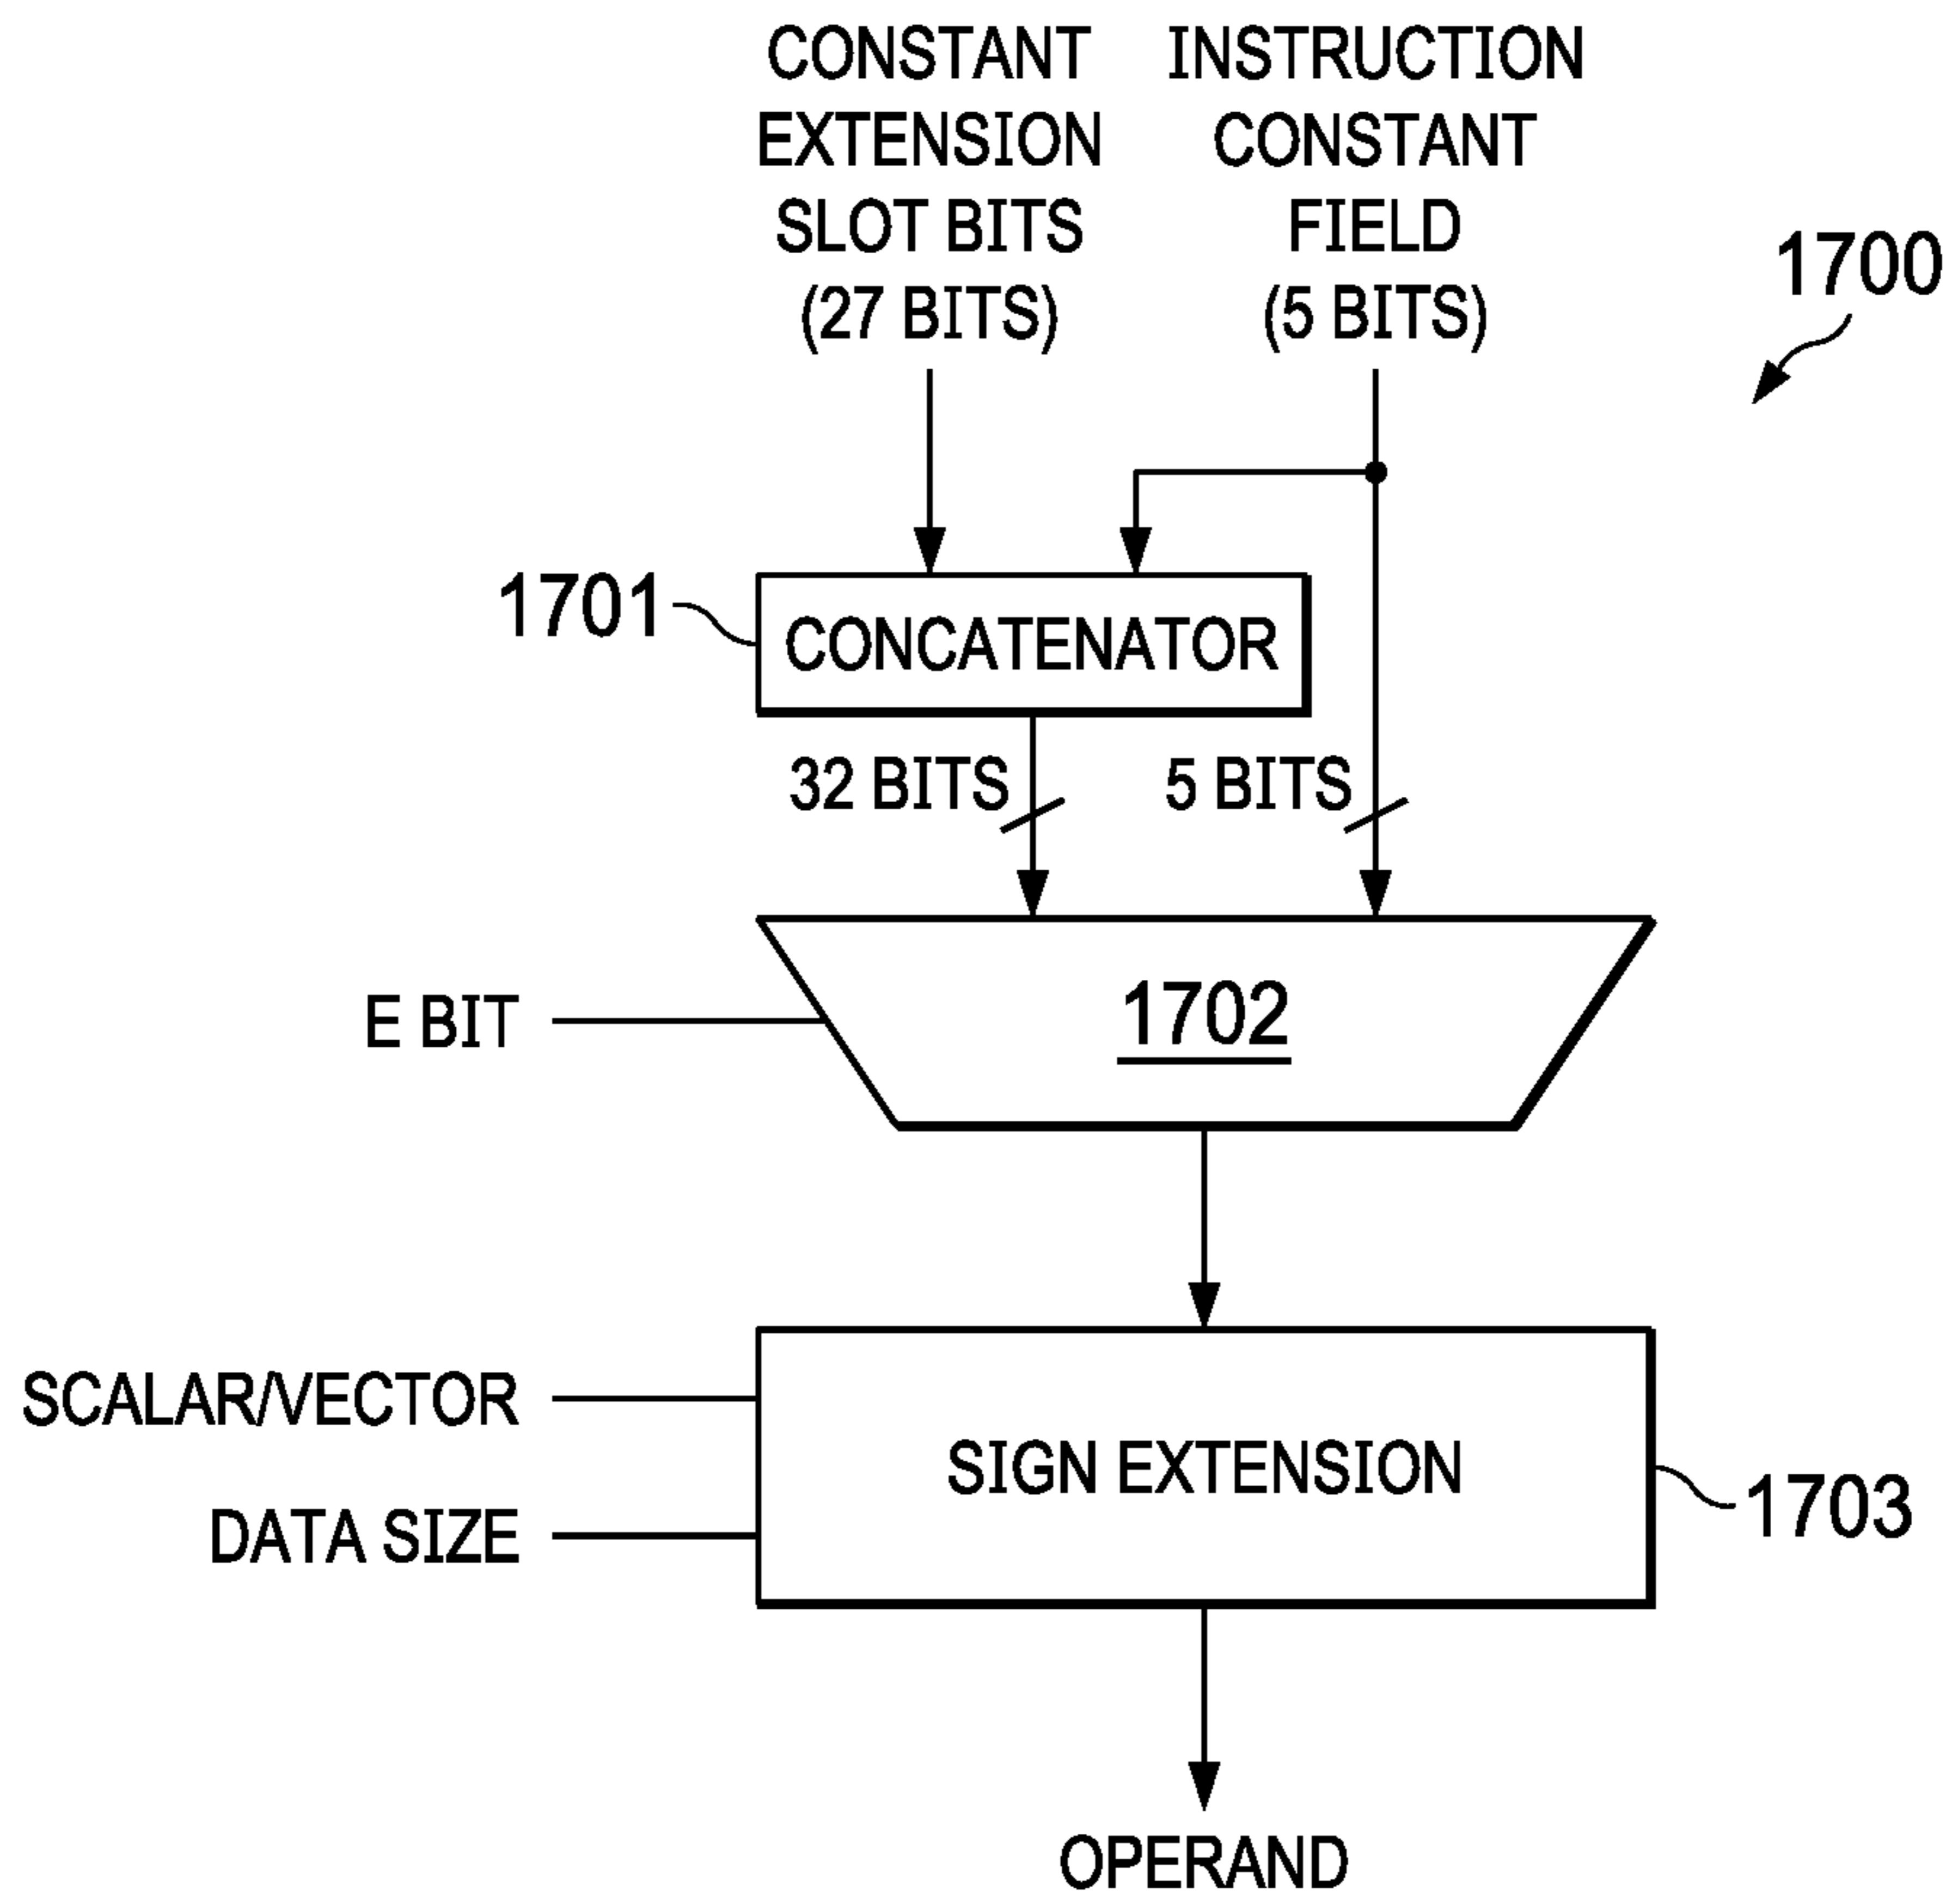 CONSTANT
EXTENSION
SLOT BITS
(27 BITS)
INSTRUCTION
CONSTANT
FIELD
(5 BITS)
1700
1701
CONCATENATOR
32 BITS
5 BITS
E BIT
1702
SCALAR/VECTOR
DATA SIZE
SIGN EXTENSION
1703
OPERAND